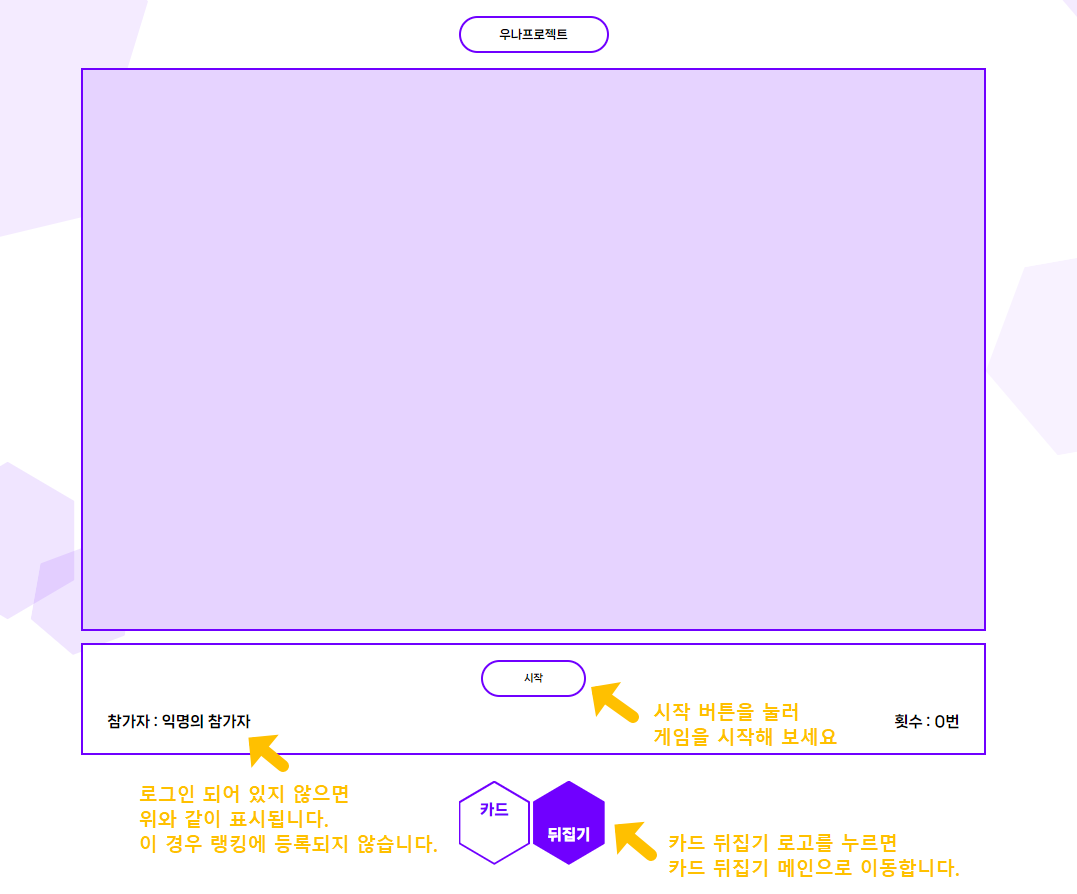 우나프로젝트
시작
참가자 : 익명의 참가자
횟수 : 0번
시작 버튼을 눌러
게임을 시작해 보세요
로그인 되어 있지 않으면
위와 같이 표시됩니다.
이 경우 랭킹에 등록되지 않습니다.
카드
뒤집기
카드 뒤집기 로고를 누르면
카드 뒤집기 메인으로 이동합니다.